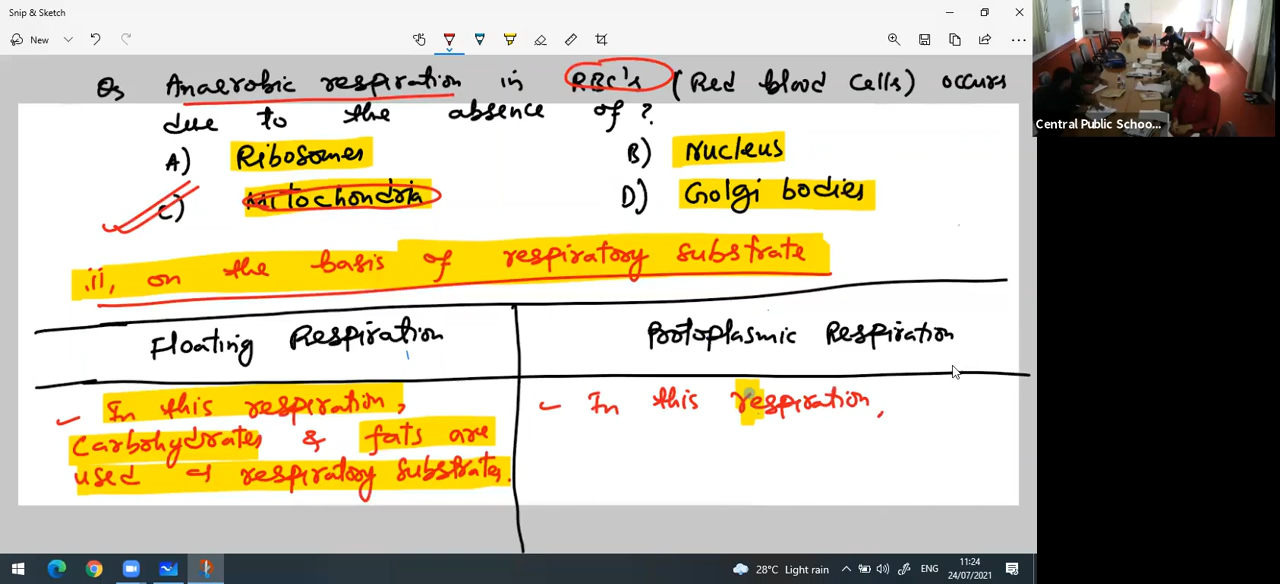 Snip & Sketch
New
Qs Anaerobic respiration in RBC's (Red blood Cells) occurs
due to the absence of ?
A) Ribosomes B) Nucleus
C) Mitochondria D) Golgi bodies
ii, on the basis of respiratory substrate
Floating Respiration Protoplasmic Respiration
In this respiration, In this respiration,
Carbohydrates & fats are
used as respiratory substrates.
Central Public Schoo...
28°C Light rain ENG 11:24
24/07/2021